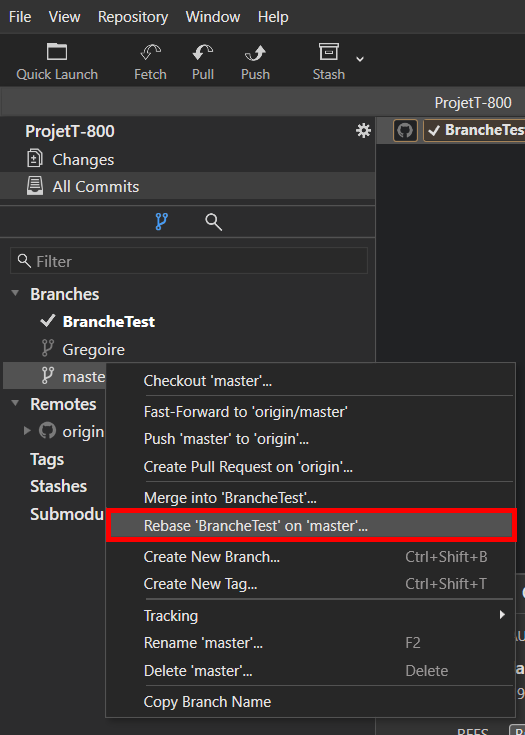 File View Repository Window Help
Quick Launch Fetch Pull Push Stash
ProjetT-800
ProjetT-800
BrancheTes
Changes
All Commits
Filter
Branches
BrancheTest
Gregoire
maste
Checkout 'master'...
Remotes
Fast-Forward to 'origin/master'
origin
Push 'master' to 'origin'...
Tags
Create Pull Request on 'origin'...
Stashes
Merge into 'BrancheTest'...
Submodu
Rebase 'BrancheTest' on 'master'...
Create New Branch... Ctrl+Shift+B
Create New Tag... Ctrl+Shift+T
Tracking
Rename 'master'... F2
Delete 'master'... Delete
Copy Branch Name